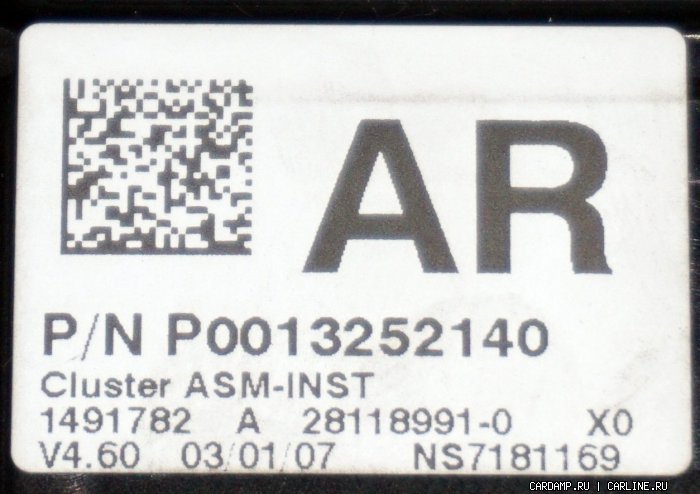 AR
P/N P0013252140
Cluster ASM-INST
1491782 A 28118991-0 X0
V4.60 03/01/07 NS7181169
CARDAMP.RU | CARLINE.RU